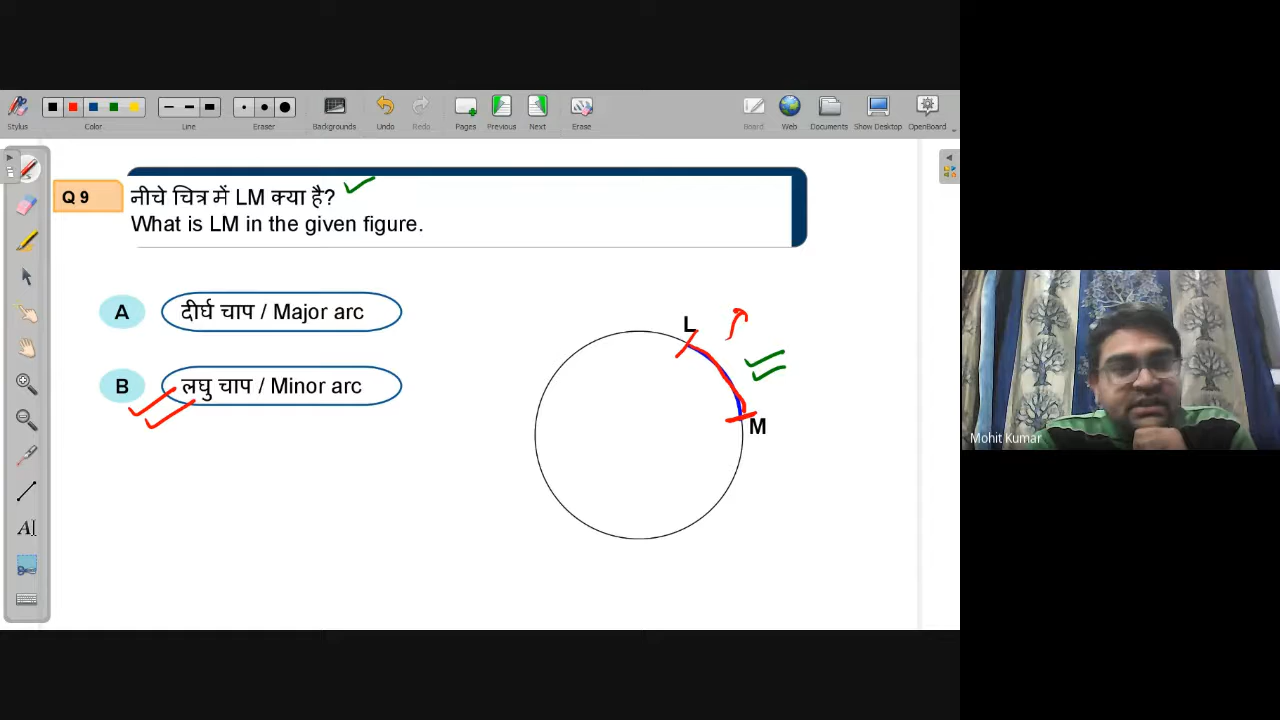 Stylus
Color
Line
Eraser
Backgrounds
Undo
Redo
Pages
Previous
Next
Erase
Board
Web
Documents
Show Desktop
OpenBoard
Q 9
नीचे चित्र में LM क्या है?
What is LM in the given figure.
A
दीर्घ चाप / Major arc
B
लघु चाप / Minor arc
L
M
Mohit Kumar